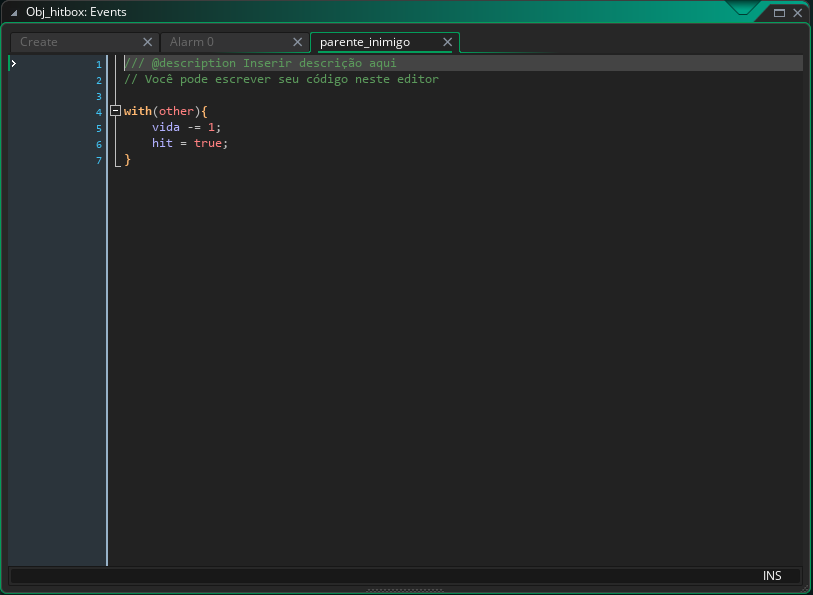 Obj_hitbox: Events
Create
Alarm 0
parente_inimigo
1 /// @description Inserir descrição aqui
2 // Você pode escrever seu código neste editor
3
4 with(other){
5 vida -= 1;
6 hit = true;
7 }
INS